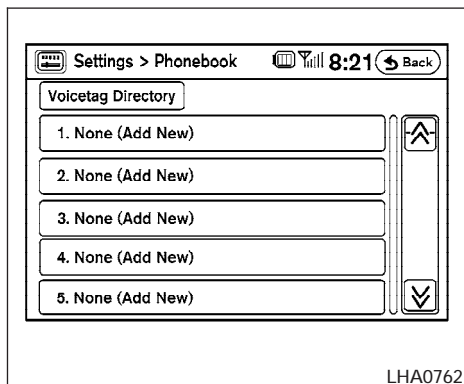 Settings > Phonebook 8:21 Back
Voicetag Directory
1. None (Add New)
2. None (Add New)
3. None (Add New)
4. None (Add New)
5. None (Add New)
LHA0762